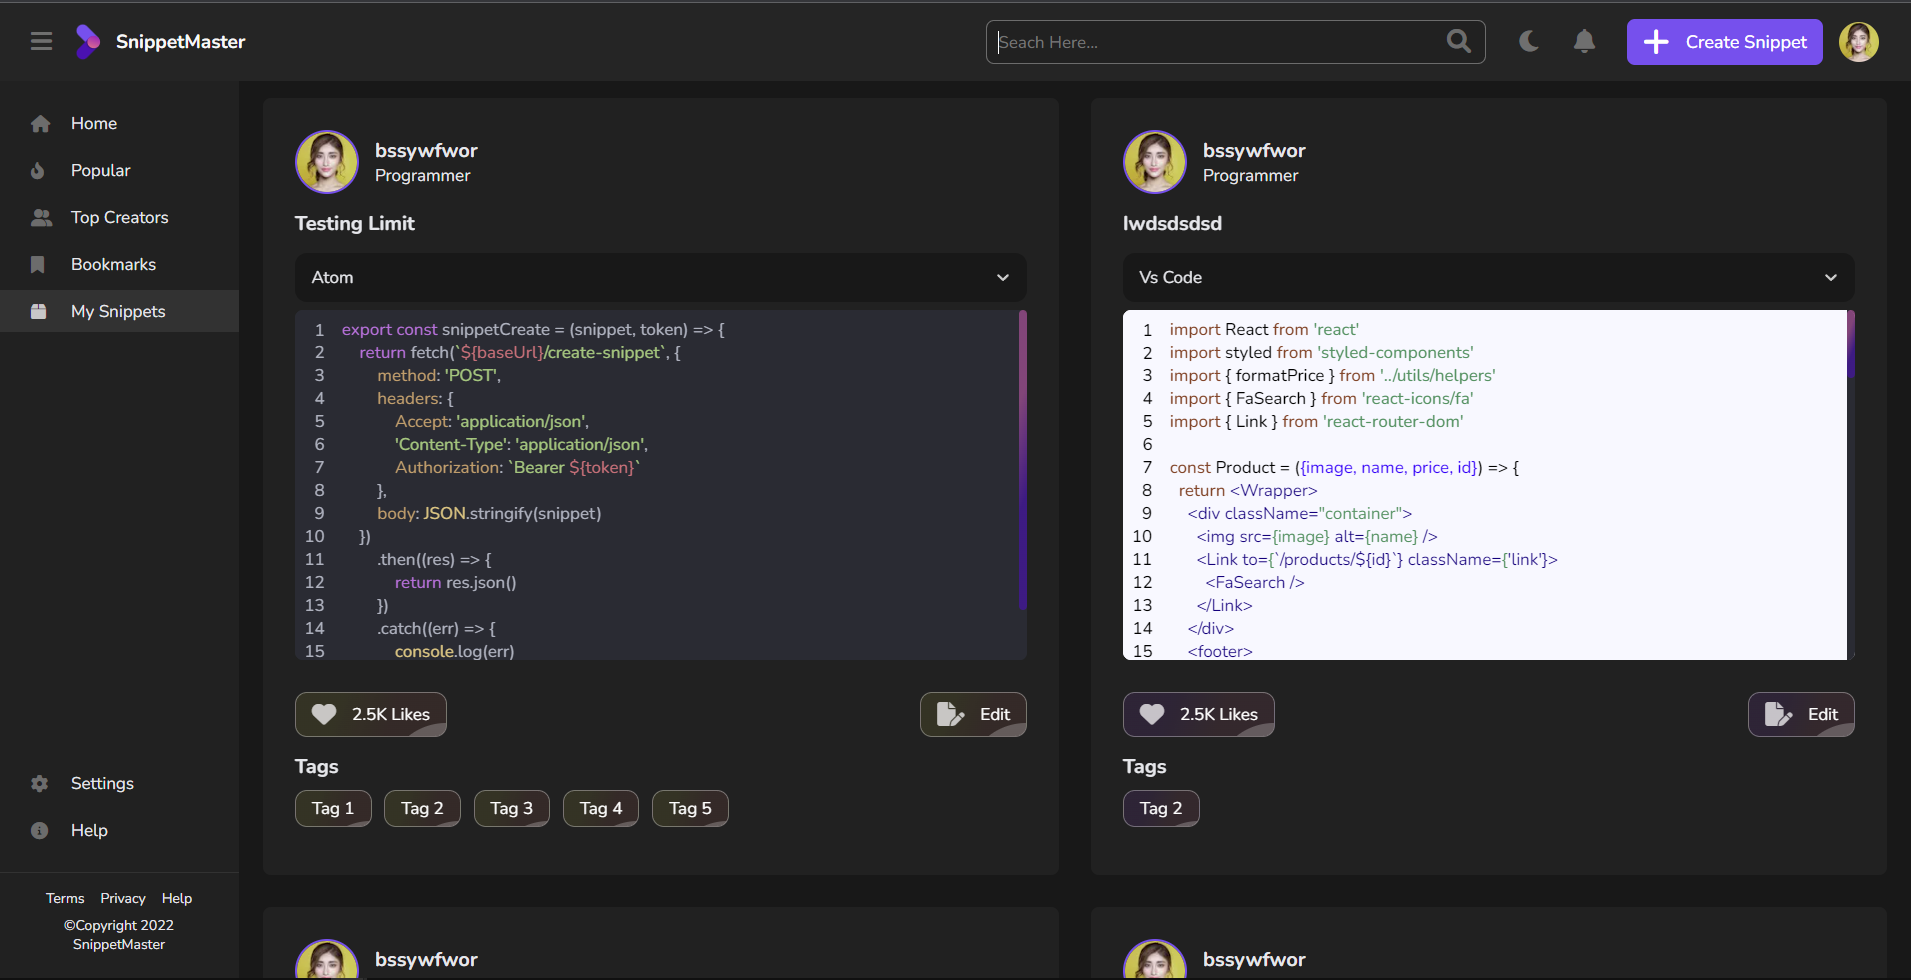 SnippetMaster
Seach Here...
Create Snippet
Home
Popular
Top Creators
Bookmarks
My Snippets
Settings
Help
Terms Privacy Help
©Copyright 2022
SnippetMaster
bssywfwor
Programmer
Testing Limit
Atom
1 export const snippetCreate = (snippet, token) => {
2 return fetch(`${baseUrl}/create-snippet`, {
3 method: 'POST',
4 headers: {
5 Accept: 'application/json',
6 'Content-Type': 'application/json',
7 Authorization: `Bearer ${token}`
8 },
9 body: JSON.stringify(snippet)
10 })
11 .then((res) => {
12 return res.json()
13 })
14 .catch((err) => {
15 console.log(err)
2.5K Likes
Edit
Tags
Tag 1 Tag 2 Tag 3 Tag 4 Tag 5
bssywfwor
Programmer
lwdsdsdsd
Vs Code
1 import React from 'react'
2 import styled from 'styled-components'
3 import { formatPrice } from '../utils/helpers'
4 import { FaSearch } from 'react-icons/fa'
5 import { Link } from 'react-router-dom'
6
7 const Product = ({image, name, price, id}) => {
8 return <Wrapper>
9 <div className="container">
10 <img src={image} alt={name} />
11 <Link to={`/products/${id}`} className={'link'}>
12 <FaSearch />
13 </Link>
14 </div>
15 <footer>
2.5K Likes
Edit
Tags
Tag 2
bssywfwor
bssywfwor